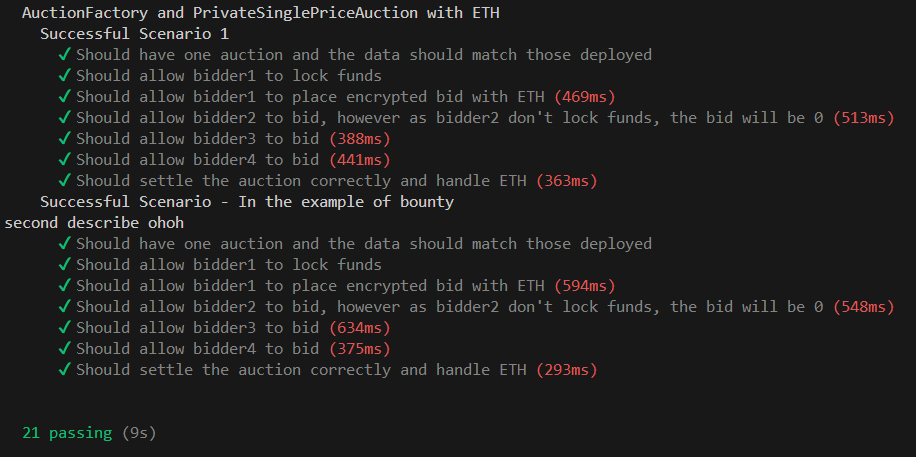 AuctionFactory and PrivateSinglePriceAuction with ETH
Successful Scenario 1
✓ Should have one auction and the data should match those deployed
✓ Should allow bidder1 to lock funds
✓ Should allow bidder1 to place encrypted bid with ETH (469ms)
✓ Should allow bidder2 to bid, however as bidder2 don't lock funds, the bid will be 0 (513ms)
✓ Should allow bidder3 to bid (388ms)
✓ Should allow bidder4 to bid (441ms)
✓ Should settle the auction correctly and handle ETH (363ms)
Successful Scenario - In the example of bounty
second describe ohoh
✓ Should have one auction and the data should match those deployed
✓ Should allow bidder1 to lock funds
✓ Should allow bidder1 to place encrypted bid with ETH (594ms)
✓ Should allow bidder2 to bid, however as bidder2 don't lock funds, the bid will be 0 (548ms)
✓ Should allow bidder3 to bid (634ms)
✓ Should allow bidder4 to bid (375ms)
✓ Should settle the auction correctly and handle ETH (293ms)
21 passing (9s)